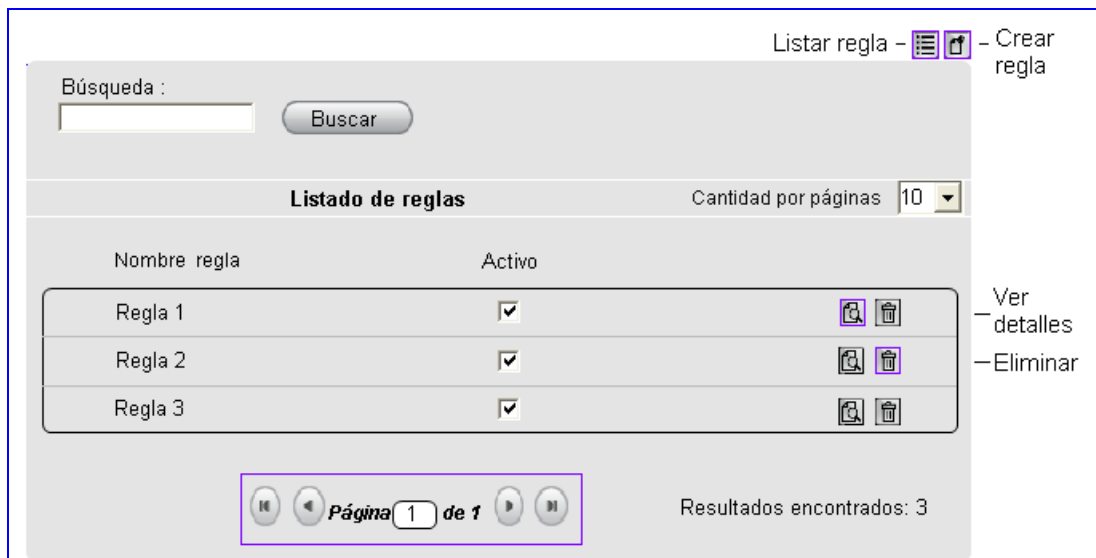 Listar regla – – Crear
regla
Búsqueda :
Buscar
Listado de reglas Cantidad por páginas 10
Nombre regla Activo
Regla 1
Ver
detalles
Regla 2
Eliminar
Regla 3
Página 1 de 1
Resultados encontrados: 3